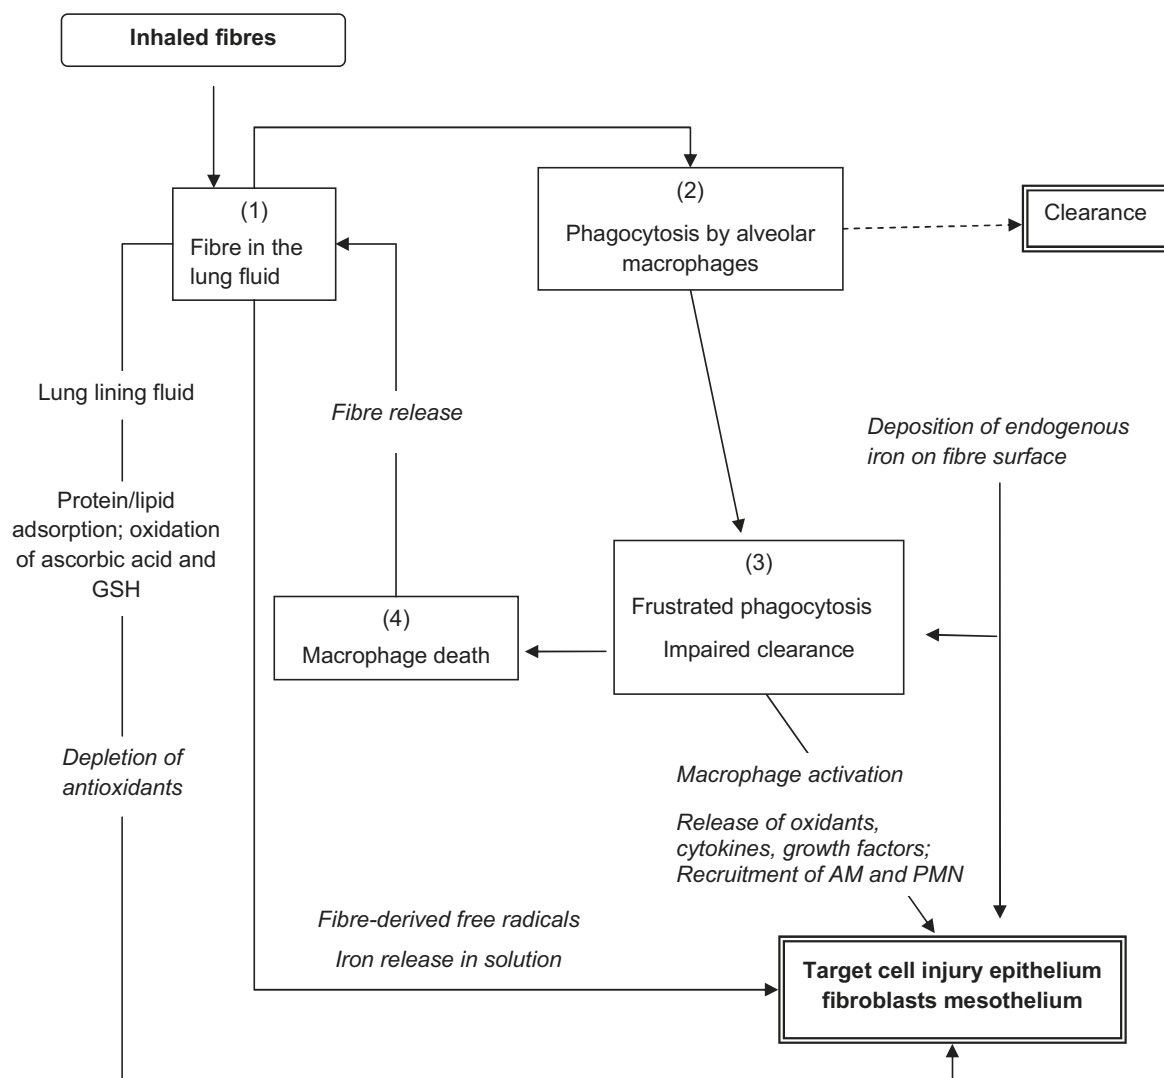 Inhaled fibres
(1)
Fibre in the
lung fluid
(2)
Phagocytosis by alveolar
macrophages
Clearance
Lung lining fluid
Fibre release
Deposition of endogenous
iron on fibre surface
Protein/lipid
adsorption; oxidation
of ascorbic acid and
GSH
(3)
Frustrated phagocytosis
Impaired clearance
(4)
Macrophage death
Depletion of
antioxidants
Macrophage activation
Release of oxidants,
cytokines, growth factors;
Recruitment of AM and PMN
Fibre-derived free radicals
Iron release in solution
Target cell injury epithelium
fibroblasts mesothelium